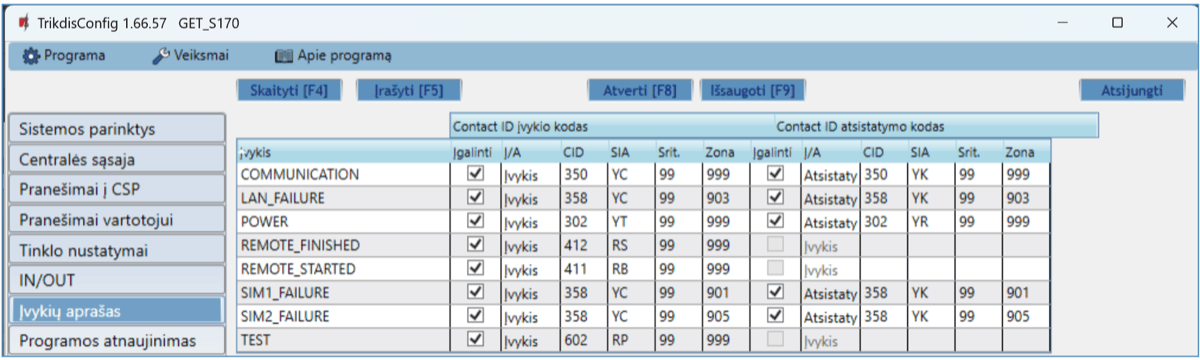 TrikdisConfig 1.66.57 GET_S170
Programa Veiksmai Apie programą
Skaityti [F4] Įrašyti [F5] Atverti [F8] Išsaugoti [F9] Atsijungti
Sistemos parinktys
Centralės sąsaja
Pranešimai į CSP
Pranešimai vartotojui
Tinklo nustatymai
IN/OUT
Įvykių aprašas
Programos atnaujinimas
Contact ID įvykio kodas Contact ID atsistatymo kodas
Įvykis Įgalinti Į/A CID SIA Srit. Zona Įgalinti Į/A CID SIA Srit. Zona
COMMUNICATION Įvykis 350 YC 99 999 Atsistaty 350 YK 99 999
LAN_FAILURE Įvykis 358 YC 99 903 Atsistaty 358 YK 99 903
POWER Įvykis 302 YT 99 999 Atsistaty 302 YR 99 999
REMOTE_FINISHED Įvykis 412 RS 99 999 Įvykis
REMOTE_STARTED Įvykis 411 RB 99 999 Įvykis
SIM1_FAILURE Įvykis 358 YC 99 901 Atsistaty 358 YK 99 901
SIM2_FAILURE Įvykis 358 YC 99 905 Atsistaty 358 YK 99 905
TEST Įvykis 602 RP 99 999 Įvykis